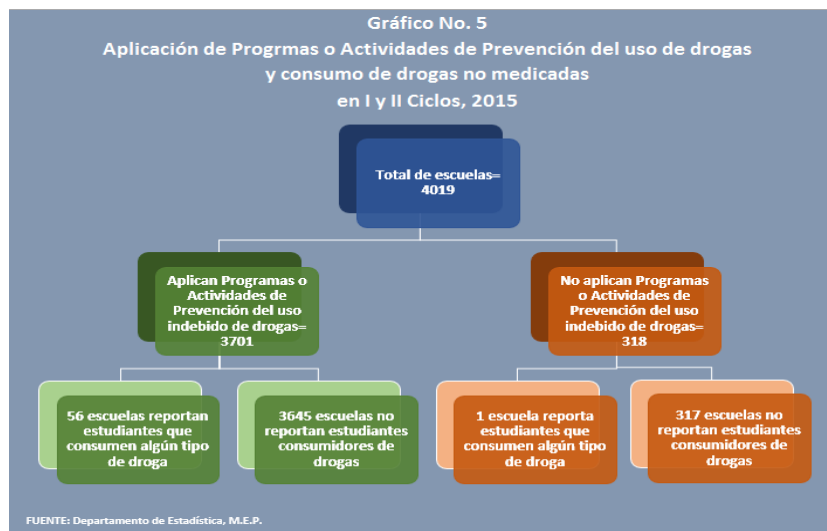 Gráfico No. 5
Aplicación de Progrmas o Actividades de Prevención del uso de drogas
y consumo de drogas no medicadas
en I y II Ciclos, 2015
Total de escuelas=
4019
Aplican Programas o
Actividades de
Prevención del uso
indebido de drogas=
3701
No aplican Programas
o Actividades de
Prevención del uso
indebido de drogas=
318
56 escuelas reportan
estudiantes que
consumen algún tipo
de droga
3645 escuelas no
reportan estudiantes
consumidores de
drogas
1 escuela reporta
estudiantes que
consumen algún tipo
de droga
317 escuelas no
reportan estudiantes
consumidores de
drogas
FUENTE: Departamento de Estadística, M.E.P.